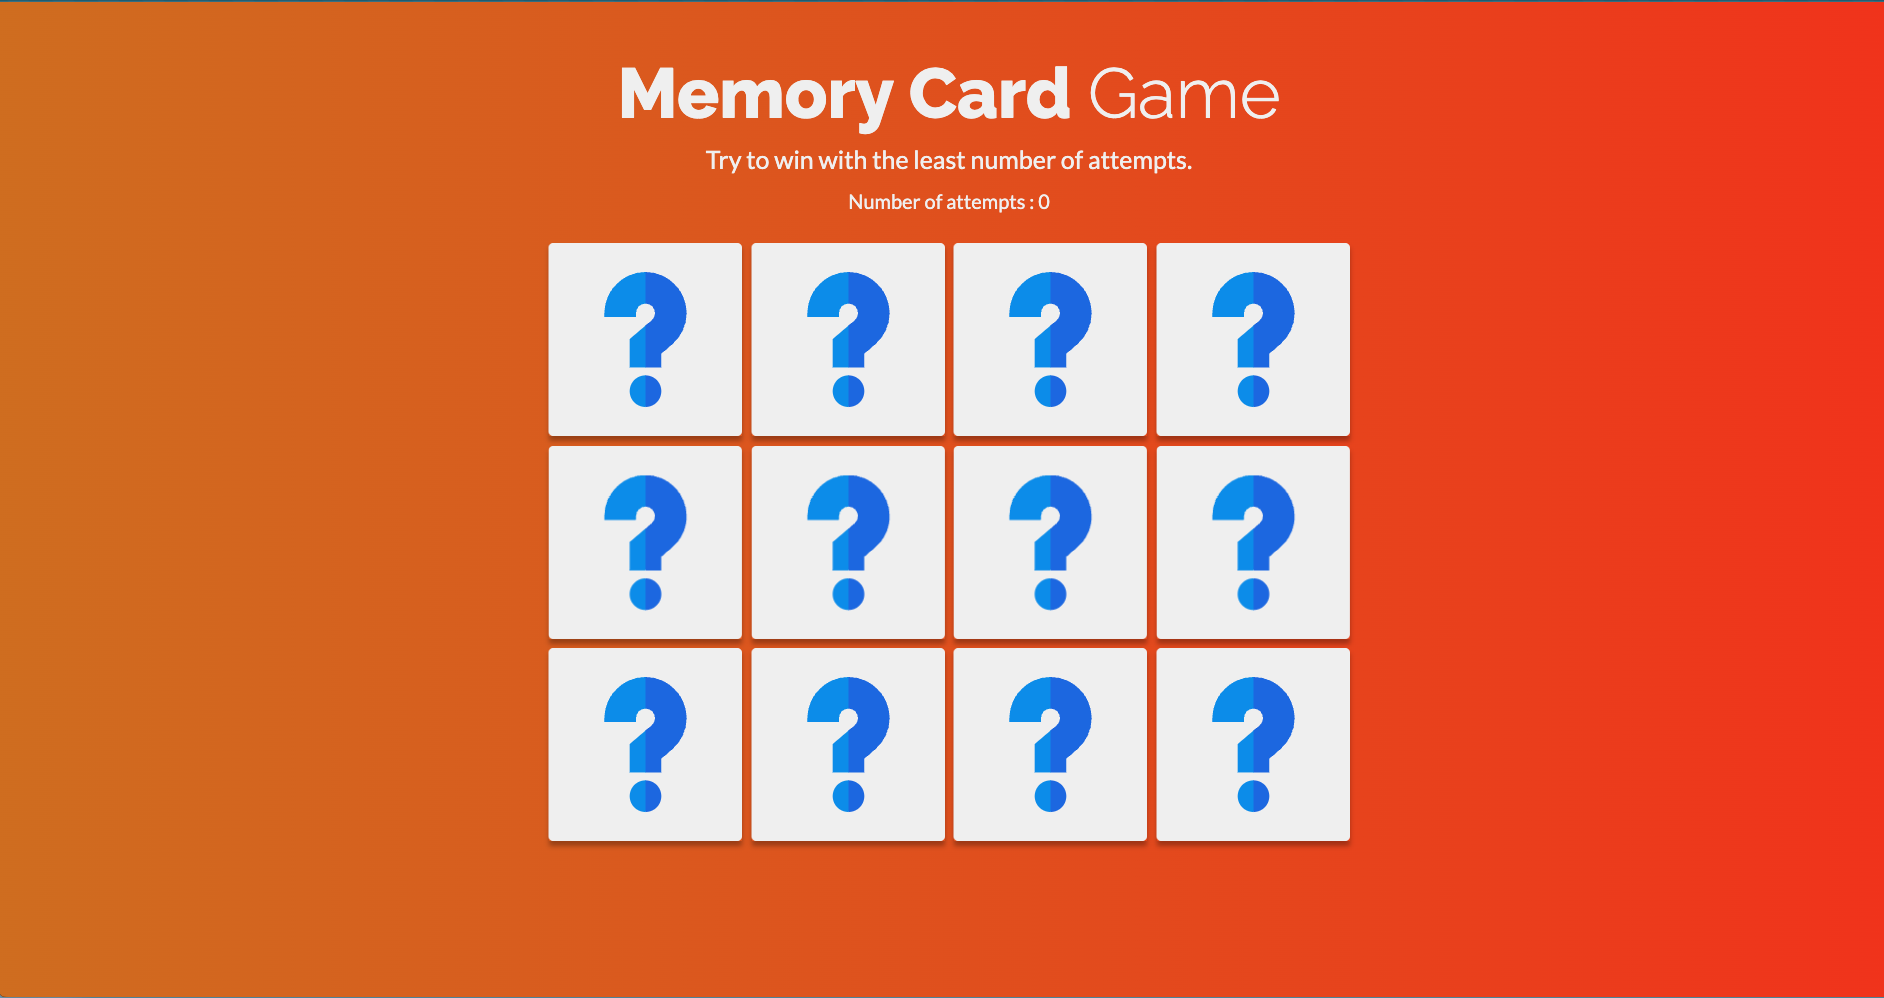 Memory Card Game
Try to win with the least number of attempts.
Number of attempts : 0
? ? ? ?
? ? ? ?
? ? ? ?